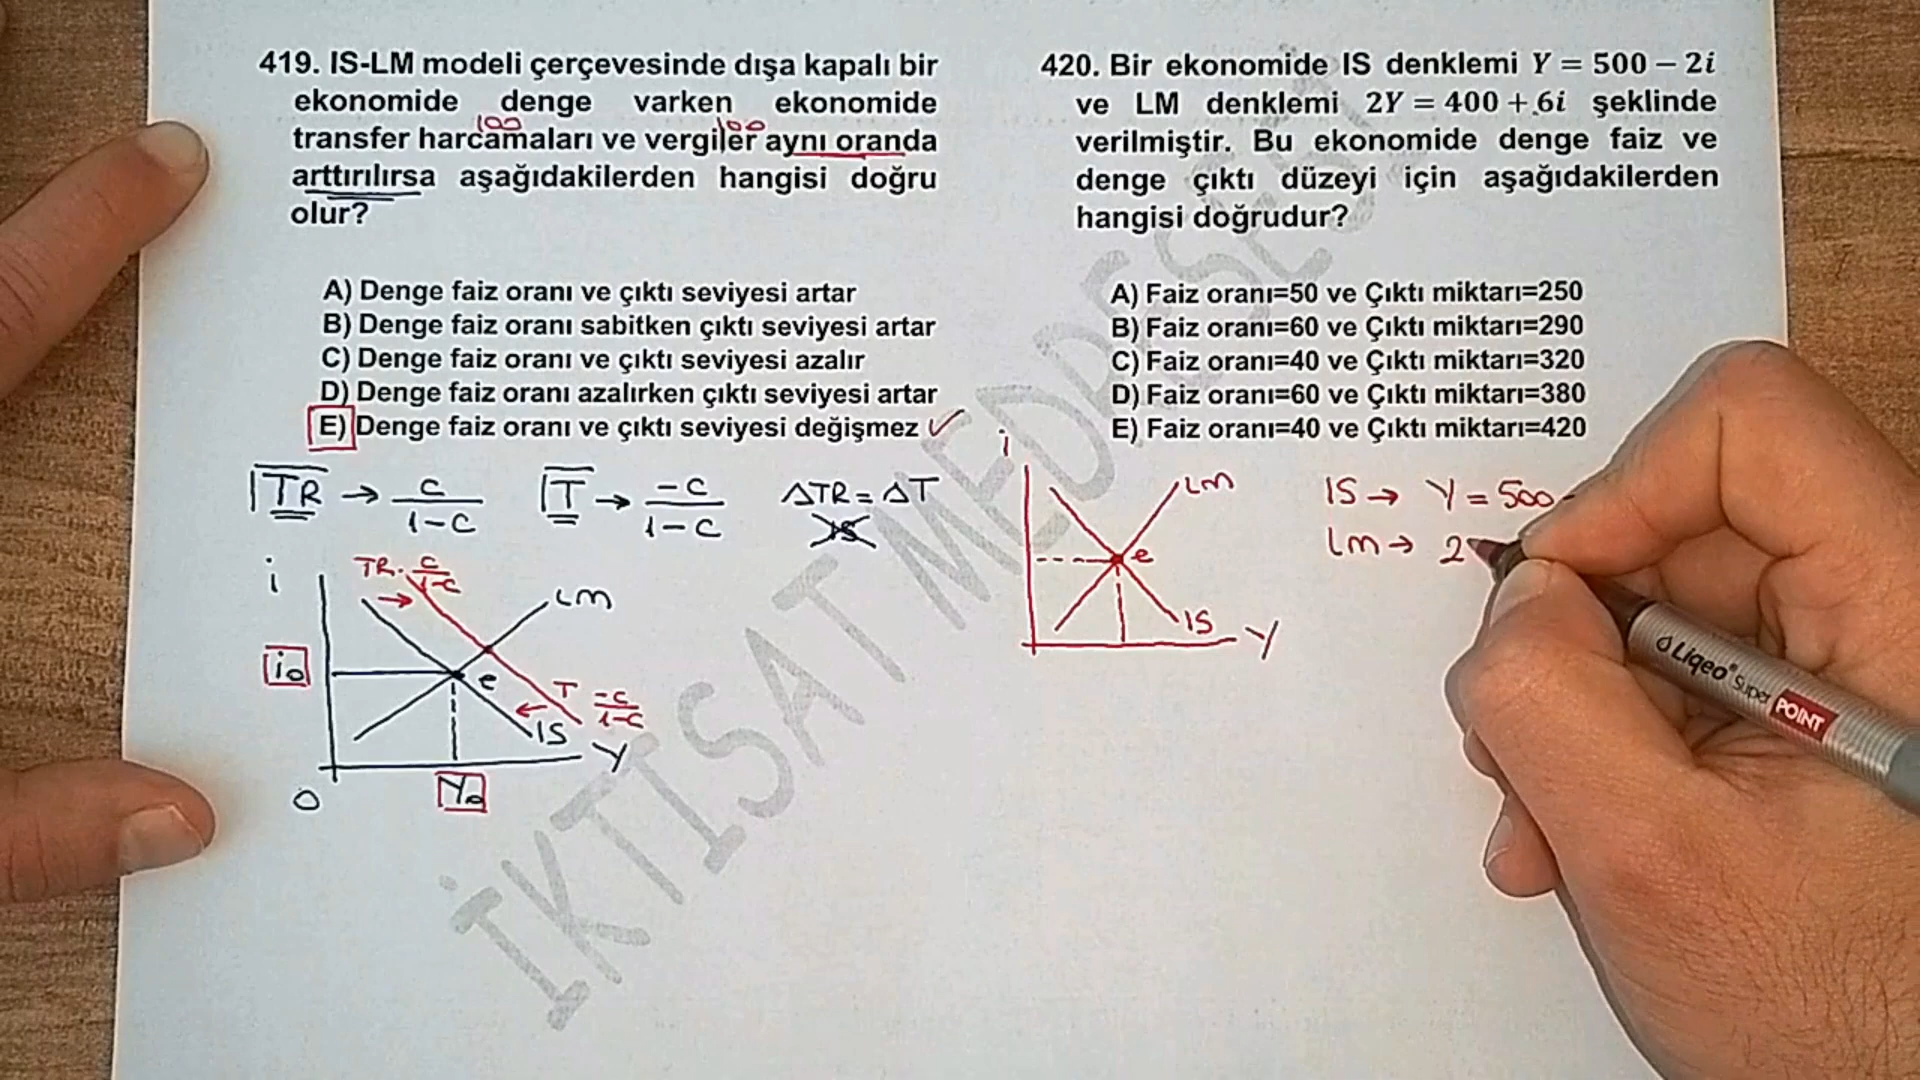 419. IS-LM modeli çerçevesinde dışa kapalı bir
ekonomide denge varken ekonomide
100 100
transfer harcamaları ve vergiler aynı oranda
arttırılırsa aşağıdakilerden hangisi doğru
olur?
A) Denge faiz oranı ve çıktı seviyesi artar
B) Denge faiz oranı sabitken çıktı seviyesi artar
C) Denge faiz oranı ve çıktı seviyesi azalır
D) Denge faiz oranı azalırken çıktı seviyesi artar
E) Denge faiz oranı ve çıktı seviyesi değişmez ✓
↑TR → c/1-c ↑T → -c/1-c ΔTR = ΔT
IS
i
TR. c/1-c
LM
i0
e
T -c/1-c
IS
Y
O
Y0
420. Bir ekonomide IS denklemi Y = 500 − 2i
ve LM denklemi 2Y = 400 + 6i şeklinde
verilmiştir. Bu ekonomide denge faiz ve
denge çıktı düzeyi için aşağıdakilerden
hangisi doğrudur?
A) Faiz oranı=50 ve Çıktı miktarı=250
B) Faiz oranı=60 ve Çıktı miktarı=290
C) Faiz oranı=40 ve Çıktı miktarı=320
D) Faiz oranı=60 ve Çıktı miktarı=380
E) Faiz oranı=40 ve Çıktı miktarı=420
i
LM
e
IS
Y
IS → Y = 500 -
LM → 2
Liqeo Super POINT
İKTİSAT MEDRESESİ